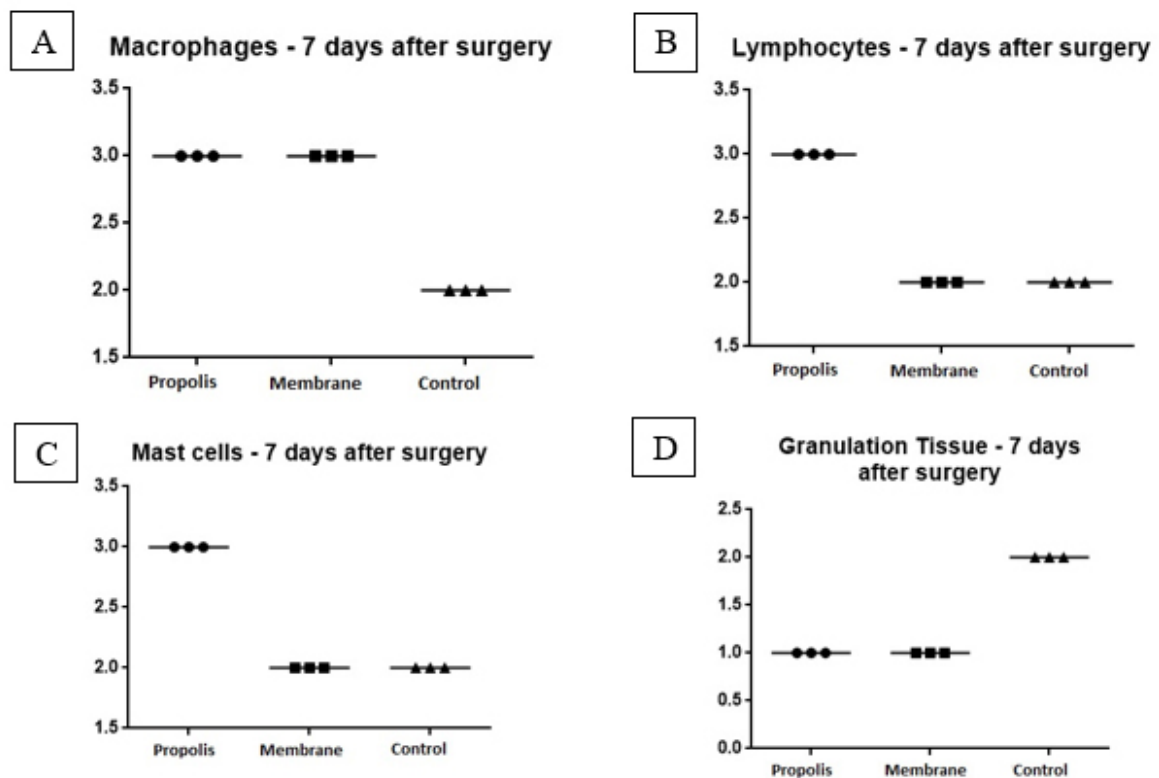 A
Macrophages - 7 days after surgery
3.5
3.0
2.5
2.0
1.5
Propolis Membrane Control
B
Lymphocytes - 7 days after surgery
3.5
3.0
2.5
2.0
1.5
Propolis Membrane Control
C
Mast cells - 7 days after surgery
3.5
3.0
2.5
2.0
1.5
Propolis Membrane Control
D
Granulation Tissue - 7 days
after surgery
2.5
2.0
1.5
1.0
0.5
0.0
Propolis Membrane Control